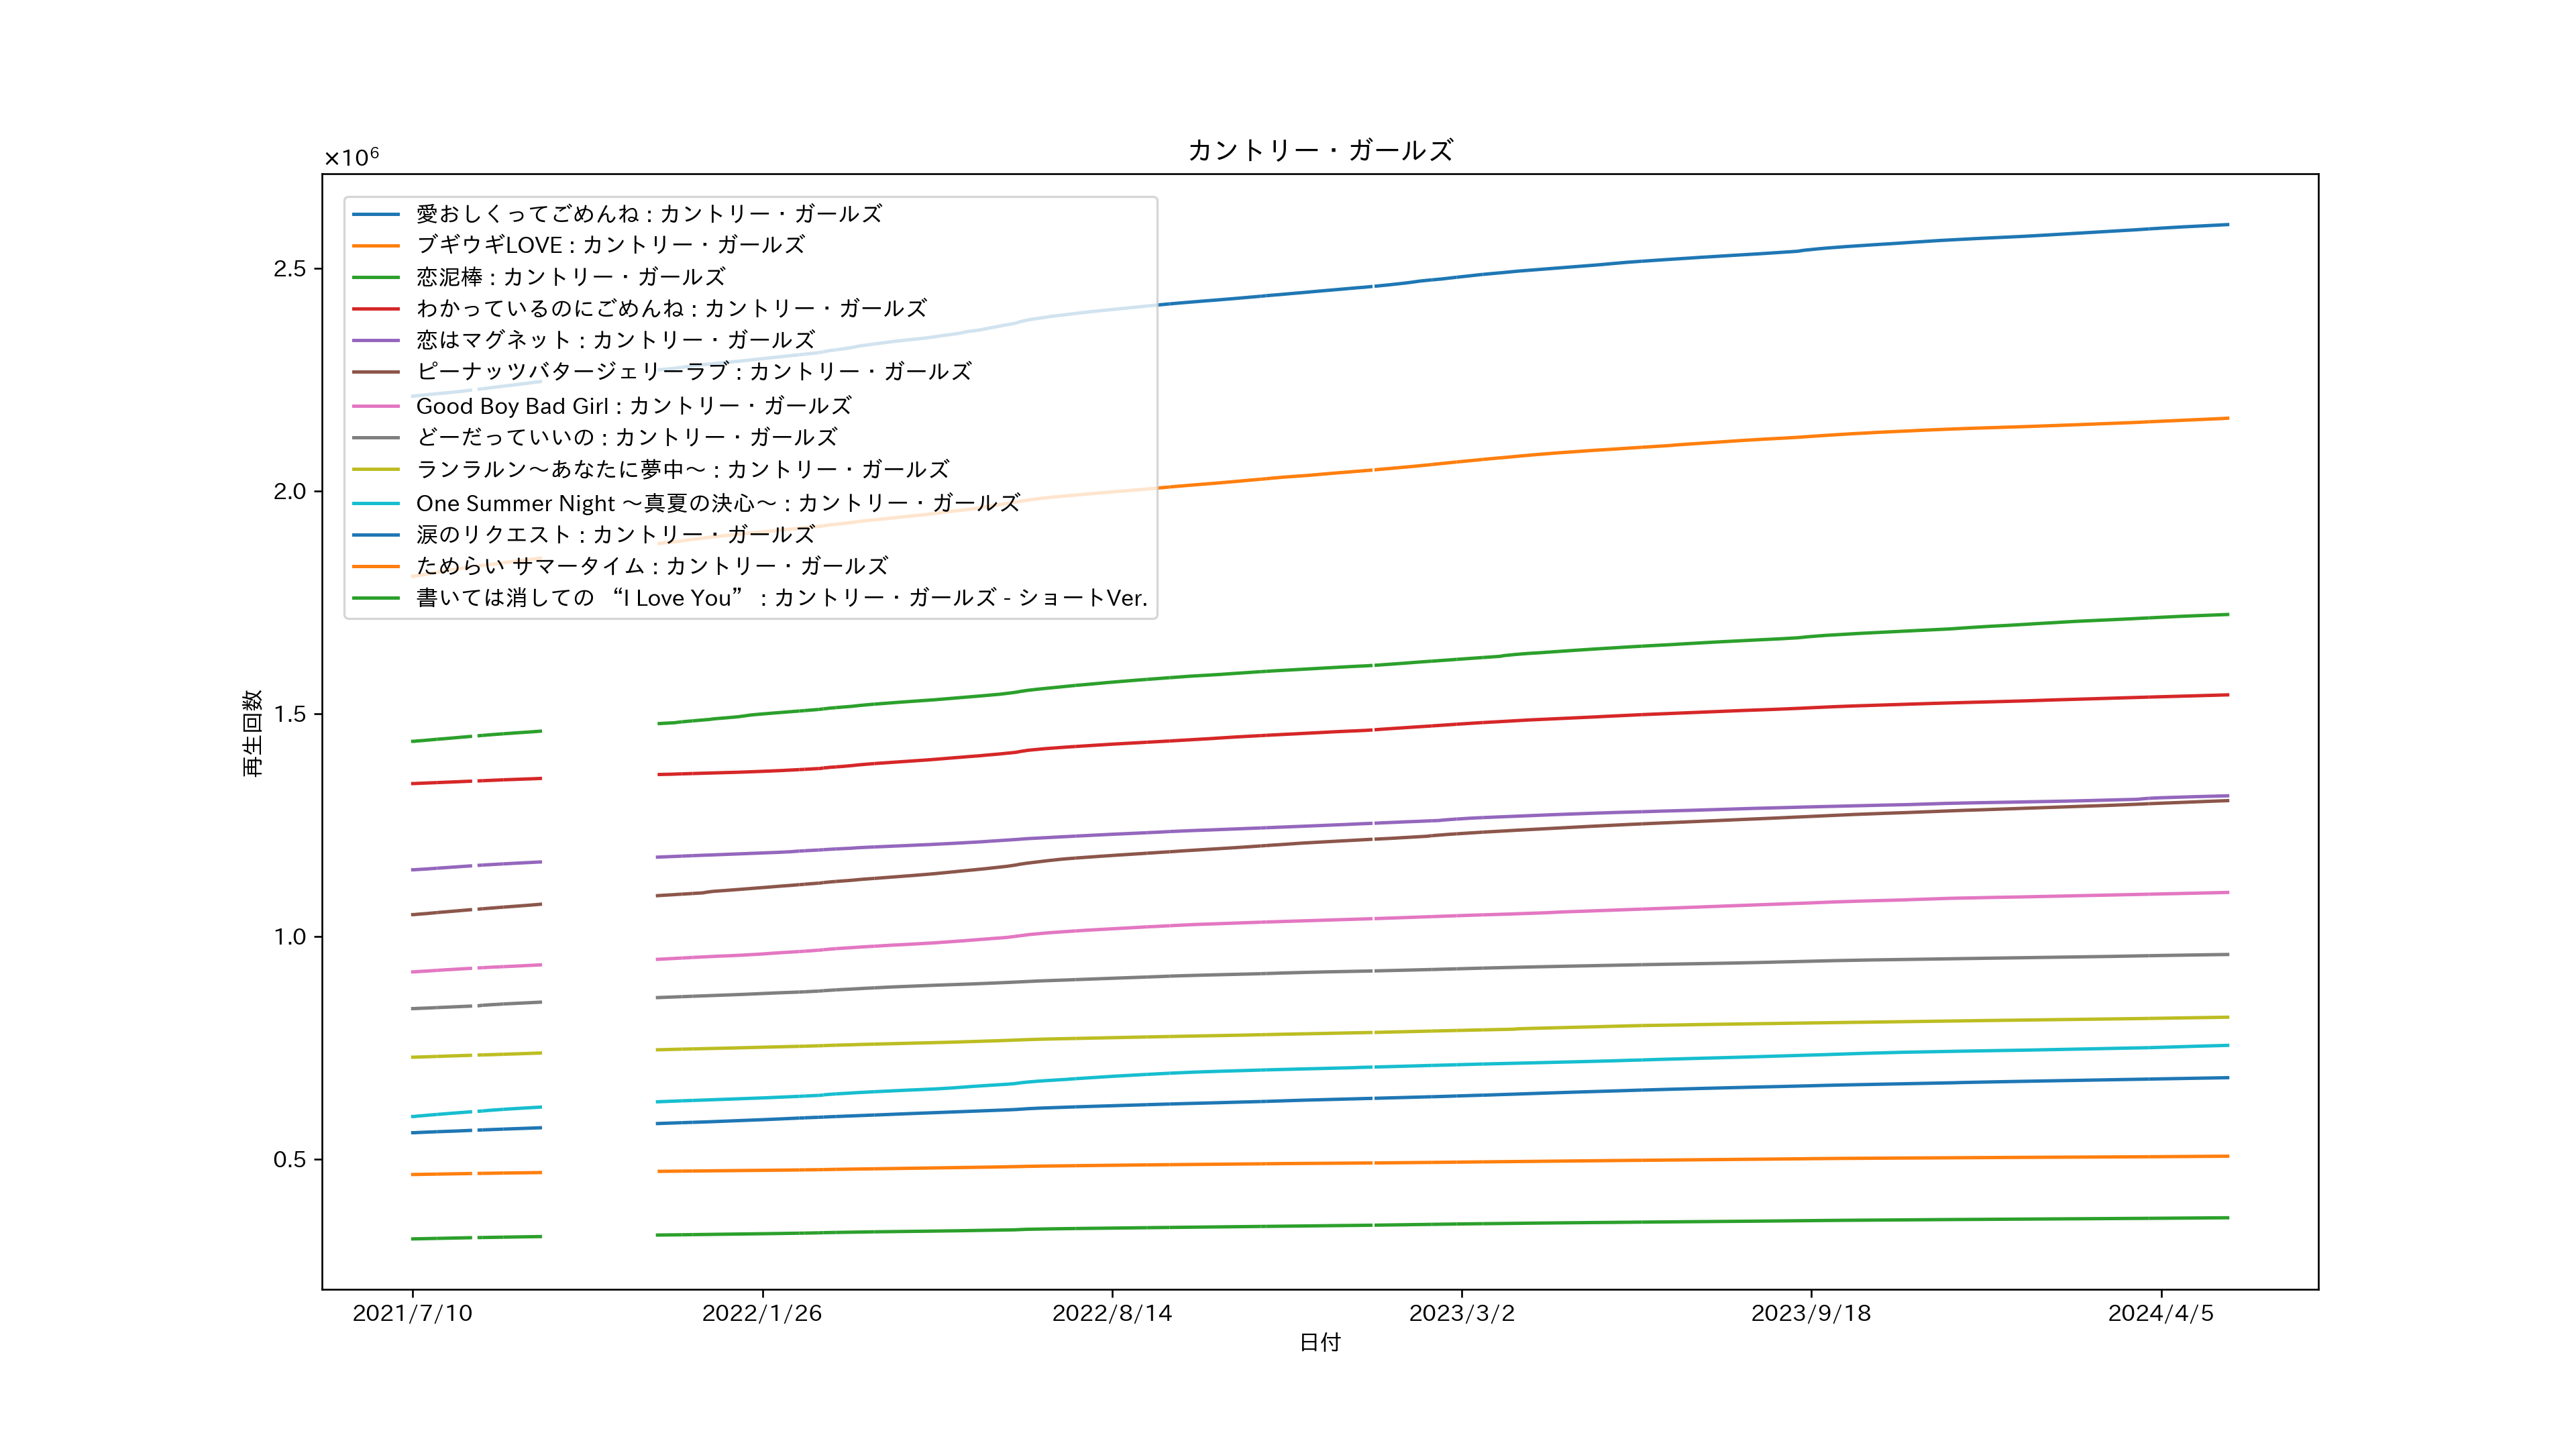 カントリー・ガールズ
×10⁶
愛おしくってごめんね : カントリー・ガールズ
ブギウギLOVE : カントリー・ガールズ
恋泥棒 : カントリー・ガールズ
わかっているのにごめんね : カントリー・ガールズ
恋はマグネット : カントリー・ガールズ
ピーナッツバタージェリーラブ : カントリー・ガールズ
Good Boy Bad Girl : カントリー・ガールズ
どーだっていいの : カントリー・ガールズ
ランラルン～あなたに夢中～ : カントリー・ガールズ
One Summer Night ～真夏の決心～ : カントリー・ガールズ
涙のリクエスト : カントリー・ガールズ
ためらい サマータイム : カントリー・ガールズ
書いては消しての “I Love You” : カントリー・ガールズ - ショートVer.
2.5
2.0
1.5
1.0
0.5
再生回数
2021/7/10 2022/1/26 2022/8/14 2023/3/2 2023/9/18 2024/4/5
日付